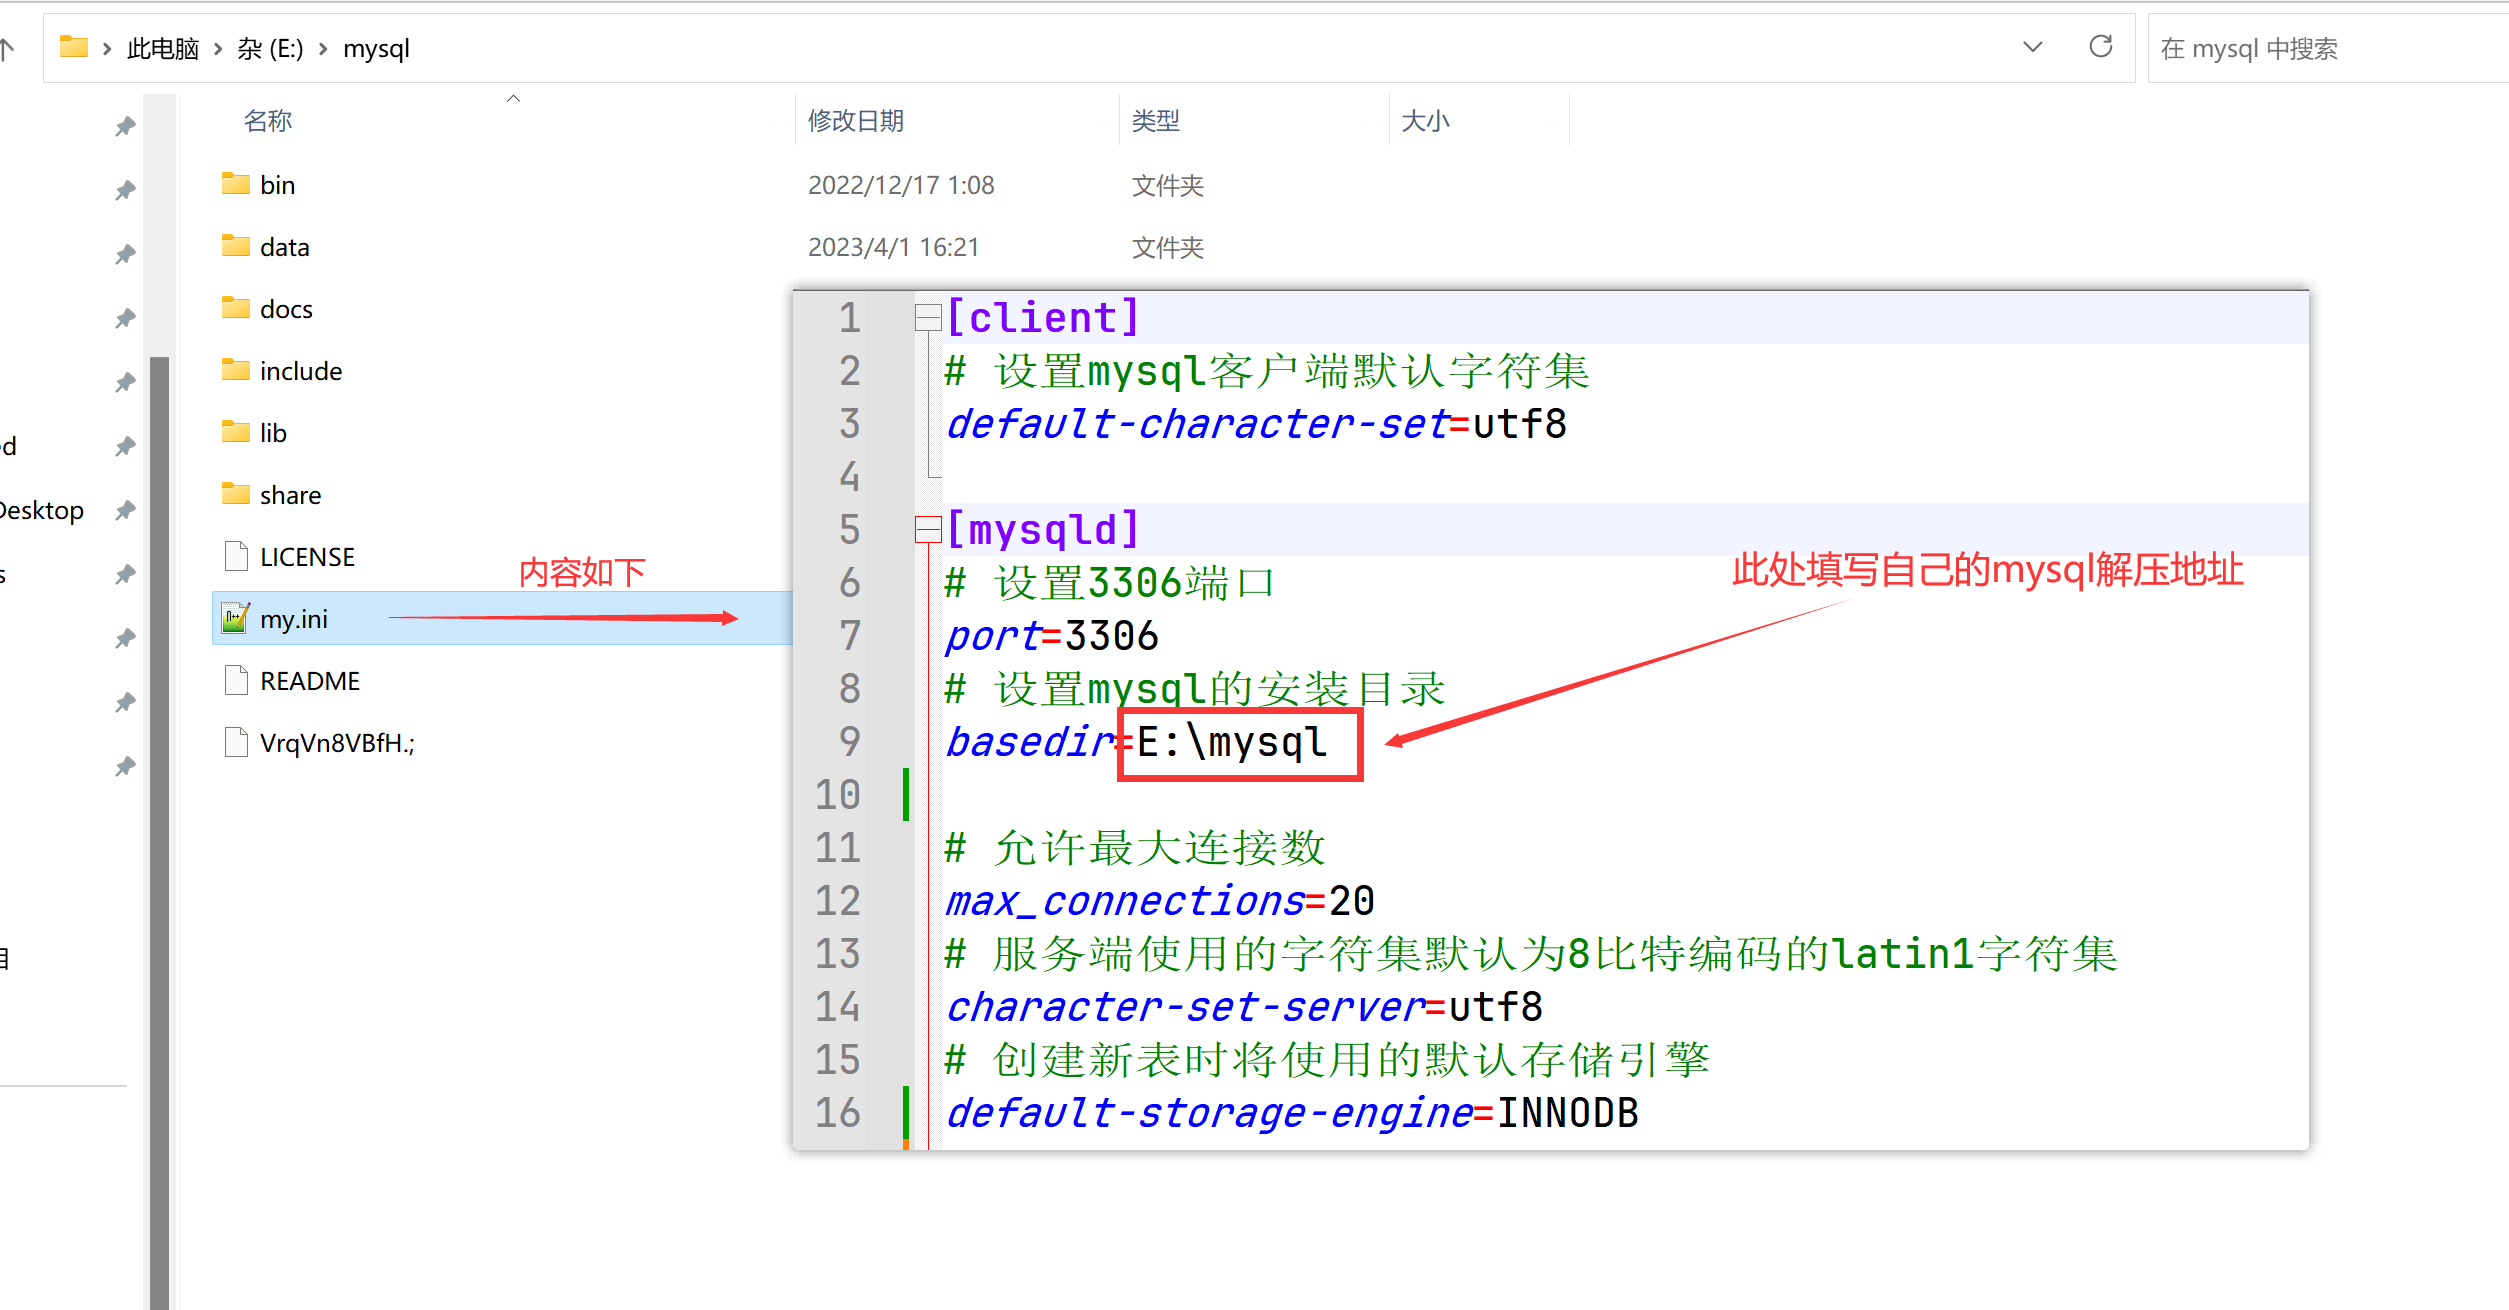 此电脑 › 杂 (E:) › mysql
在 mysql 中搜索
名称 修改日期 类型 大小
bin 2022/12/17 1:08 文件夹
data 2023/4/1 16:21 文件夹
docs
include
lib
share
LICENSE
my.ini
README
VrqVn8VBfH.;
ed
Desktop
s
内容如下
此处填写自己的mysql解压地址
1 [client]
2 # 设置mysql客户端默认字符集
3 default-character-set=utf8
4
5 [mysqld]
6 # 设置3306端口
7 port=3306
8 # 设置mysql的安装目录
9 basedir=E:\mysql
10
11 # 允许最大连接数
12 max_connections=20
13 # 服务端使用的字符集默认为8比特编码的latin1字符集
14 character-set-server=utf8
15 # 创建新表时将使用的默认存储引擎
16 default-storage-engine=INNODB